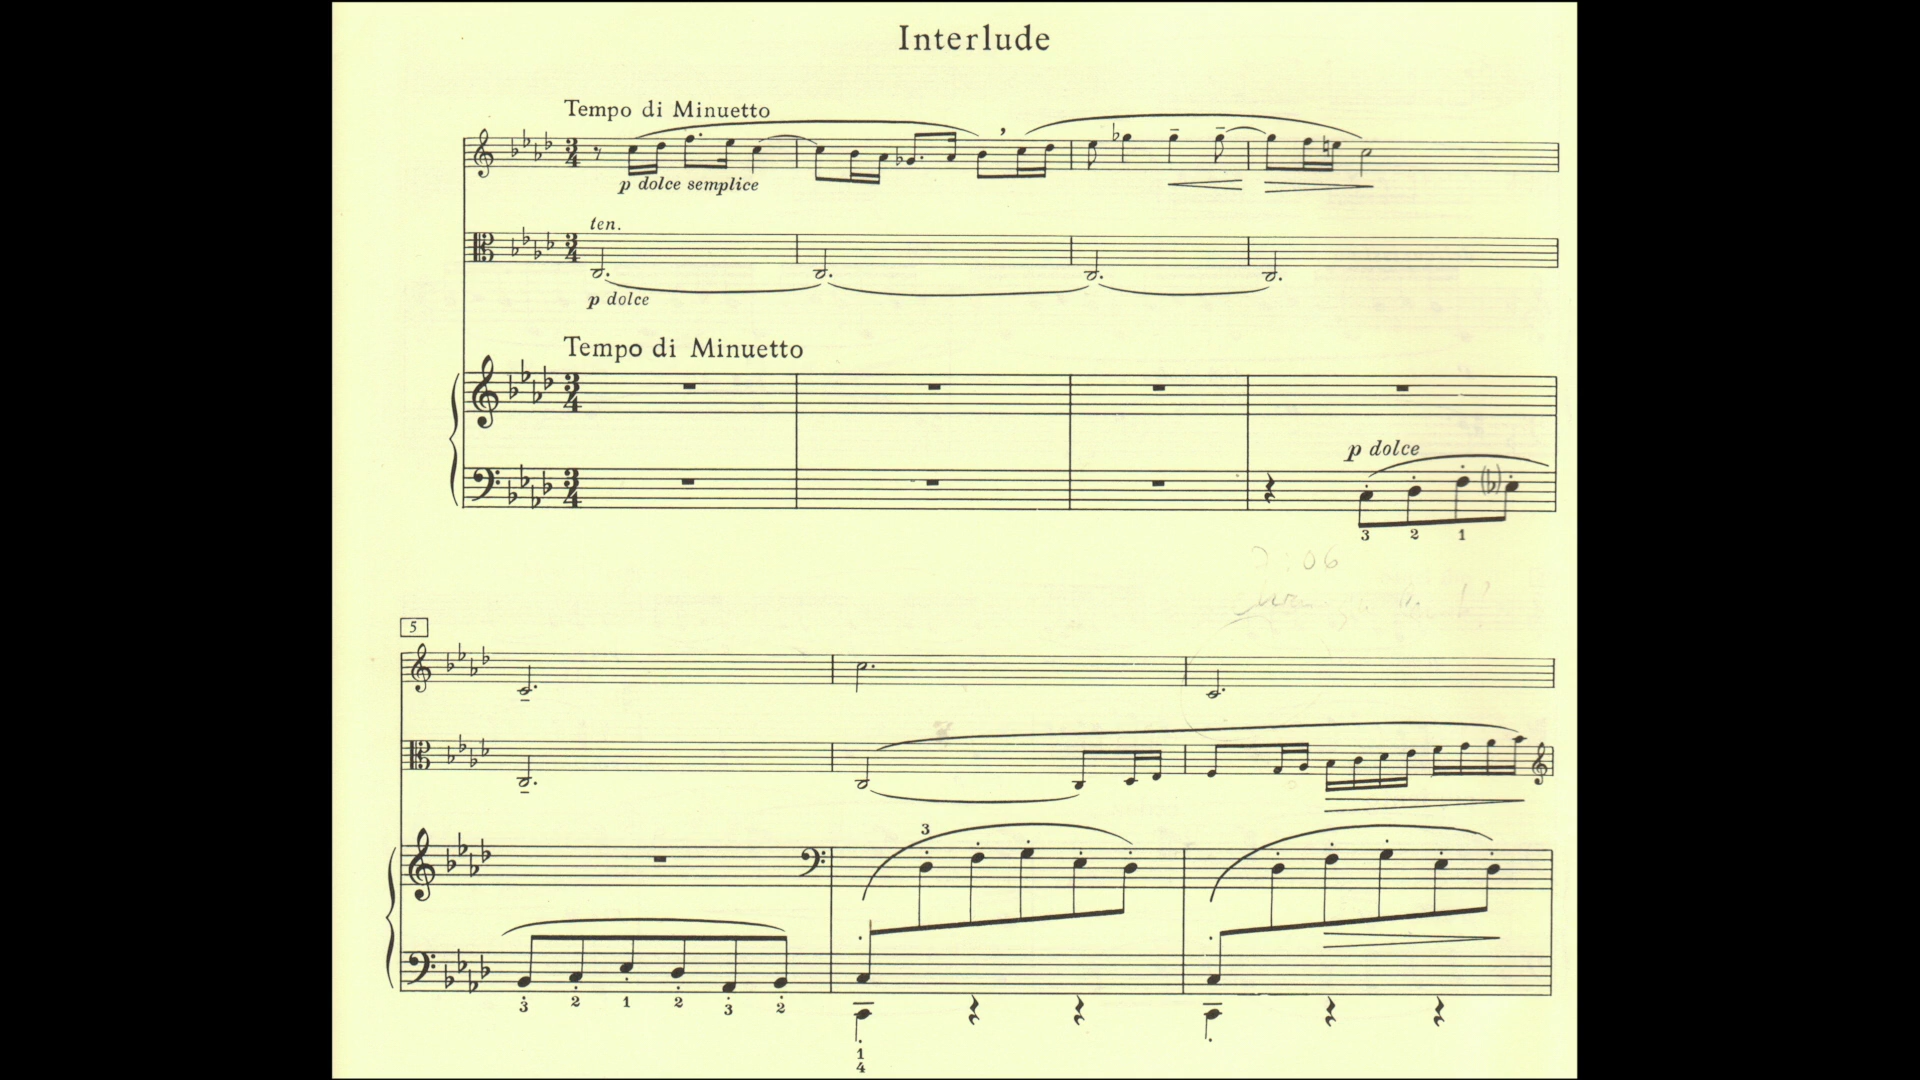 Interlude
Tempo di Minuetto
p dolce semplice
ten.
p dolce
Tempo di Minuetto
p dolce
3 2 1
:06
5
3
3 2 1 2 3 2
1
4